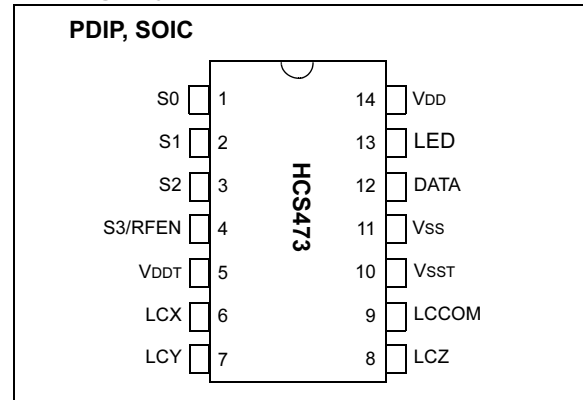 PDIP, SOIC
S0 1 14 VDD
S1 2 13 LED
S2 3 12 DATA
S3/RFEN 4 11 VSS
VDDT 5 10 VSST
LCX 6 9 LCCOM
LCY 7 8 LCZ
HCS473